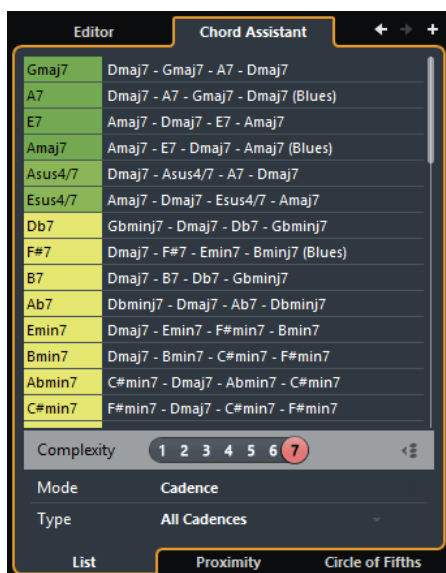 Editor Chord Assistant
Gmaj7 Dmaj7 - Gmaj7 - A7 - Dmaj7
A7 Dmaj7 - A7 - Gmaj7 - Dmaj7 (Blues)
E7 Amaj7 - Dmaj7 - E7 - Amaj7
Amaj7 Amaj7 - E7 - Dmaj7 - Amaj7 (Blues)
Asus4/7 Dmaj7 - Asus4/7 - A7 - Dmaj7
Esus4/7 Amaj7 - Dmaj7 - Esus4/7 - Amaj7
Db7 Gbminj7 - Dmaj7 - Db7 - Gbminj7
F#7 Dmaj7 - F#7 - Emin7 - Bminj7 (Blues)
B7 Dmaj7 - B7 - Db7 - Gbminj7
Ab7 Dbminj7 - Dmaj7 - Ab7 - Dbminj7
Emin7 Dmaj7 - Emin7 - F#min7 - Bmin7
Bmin7 Dmaj7 - Bmin7 - C#min7 - F#min7
Abmin7 C#min7 - Dmaj7 - Abmin7 - C#min7
C#min7 F#min7 - Dmaj7 - C#min7 - F#min7
Complexity 1 2 3 4 5 6 7
Mode Cadence
Type All Cadences
List Proximity Circle of Fifths